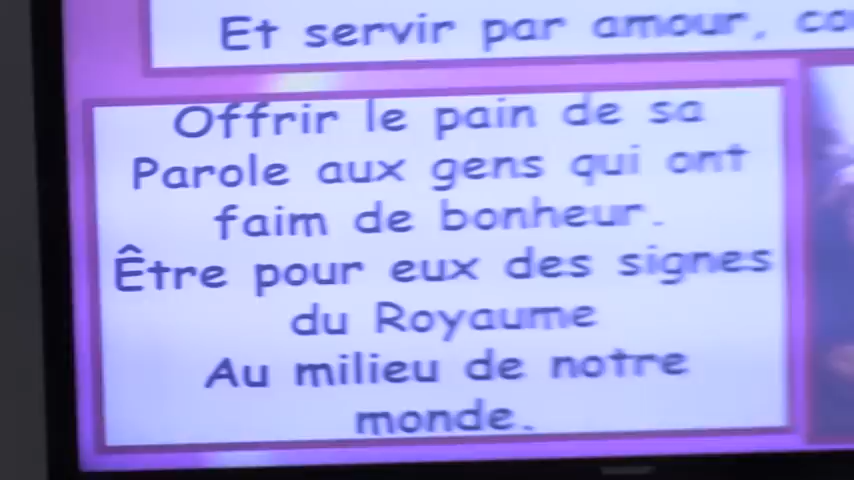 Et servir par amour,
Offrir le pain de sa
Parole aux gens qui ont
faim de bonheur.
Être pour eux des signes
du Royaume
Au milieu de notre
monde.